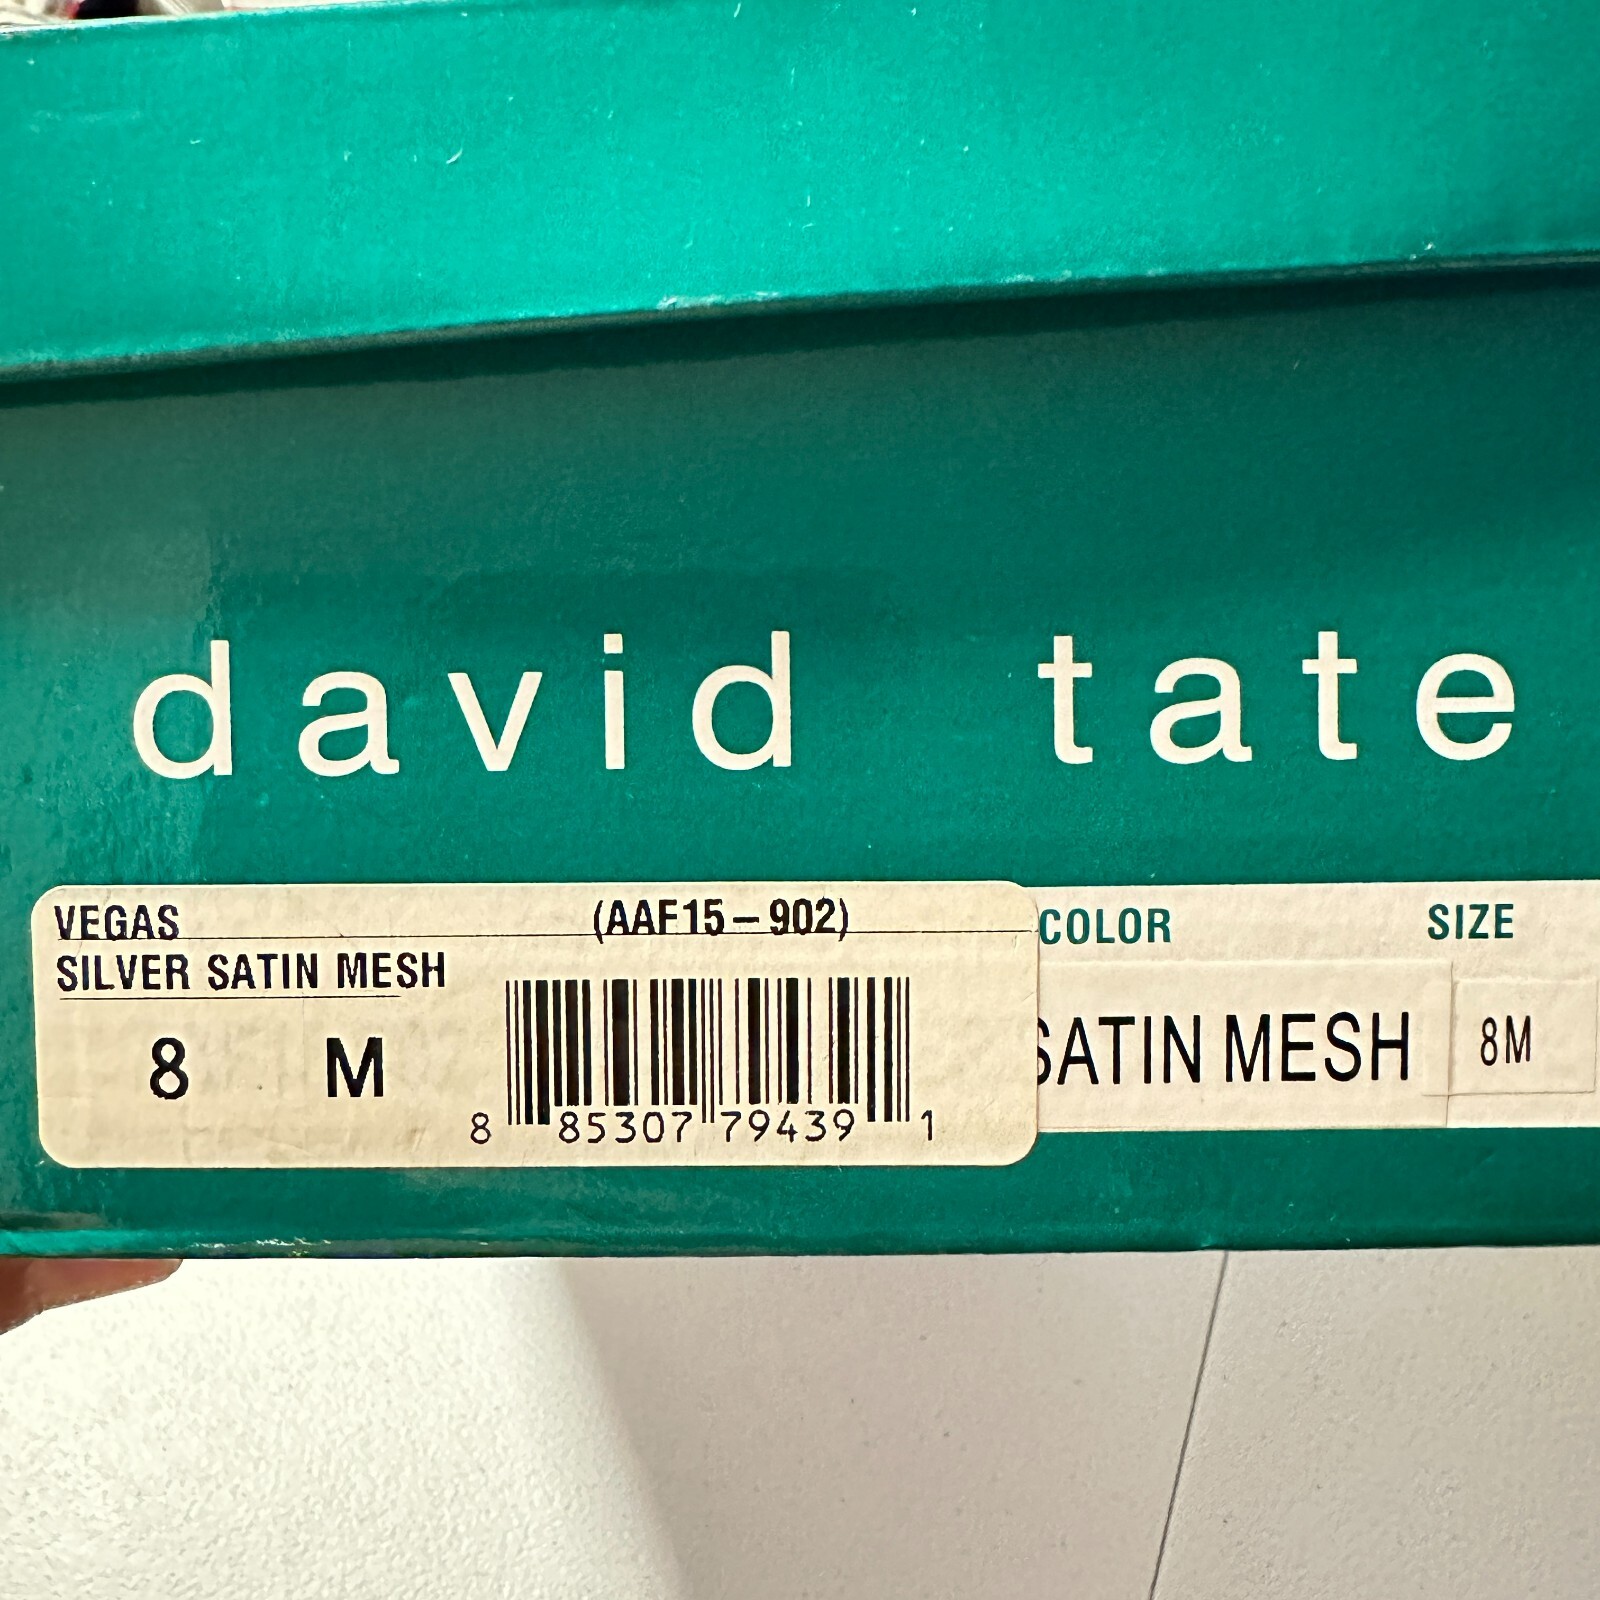 david tate
VEGAS (AAF15-902)
SILVER SATIN MESH
8 M
8 85307 79439 1
COLOR SIZE
SATIN MESH 8M